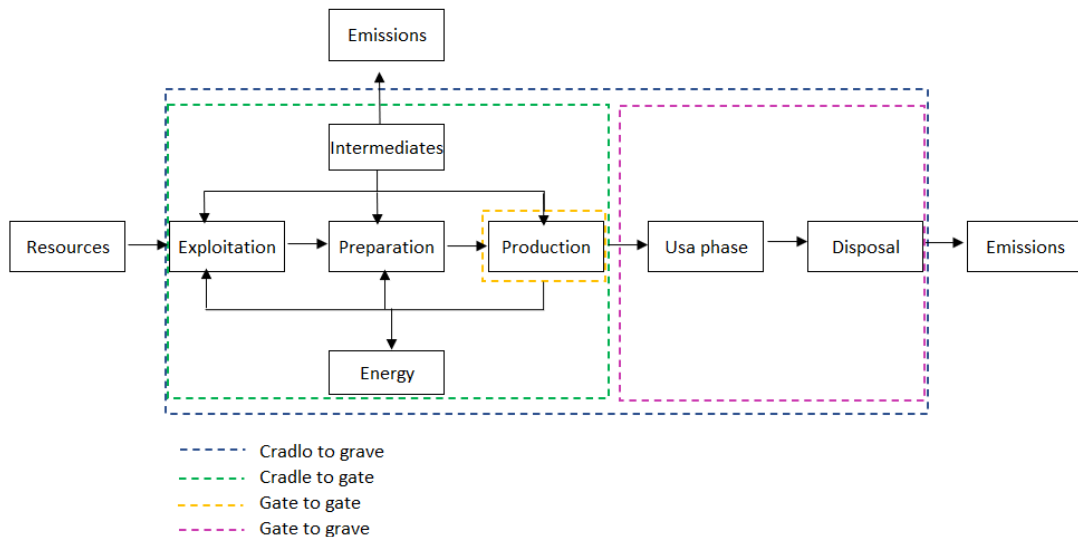 Emissions
Intermediates
Resources
Exploitation
Preparation
Production
Usa phase
Disposal
Emissions
Energy
Cradlo to grave
Cradle to gate
Gate to gate
Gate to grave